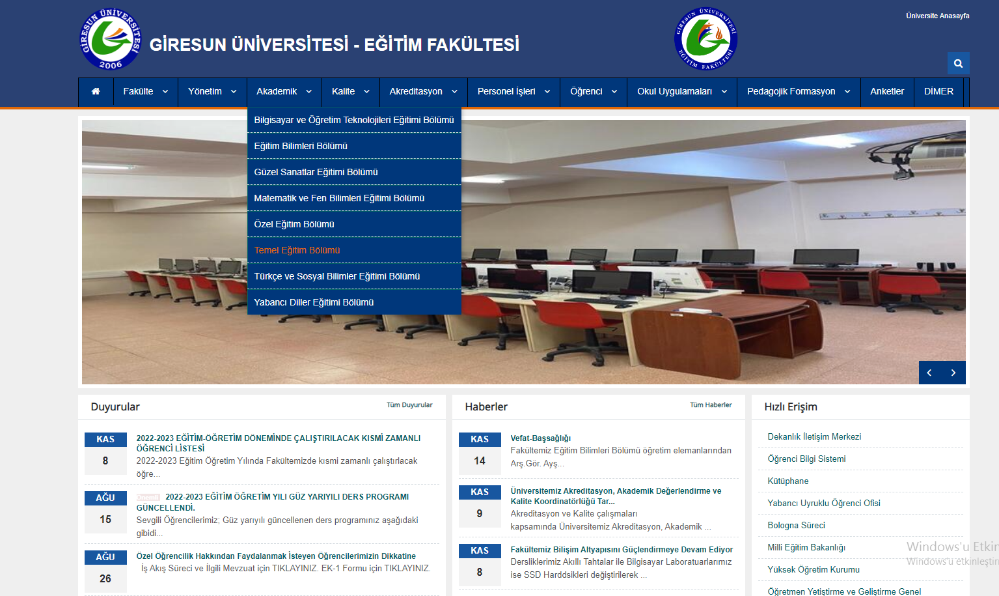 GİRESUN ÜNİVERSİTESİ
2006
GİRESUN ÜNİVERSİTESİ - EĞİTİM FAKÜLTESİ
GİRESUN ÜNİVERSİTESİ
EĞİTİM FAKÜLTESİ
Üniversite Anasayfa
Fakülte
Yönetim
Akademik
Kalite
Akreditasyon
Personel İşleri
Öğrenci
Okul Uygulamaları
Pedagojik Formasyon
Anketler
DİMER
Bilgisayar ve Öğretim Teknolojileri Eğitimi Bölümü
Eğitim Bilimleri Bölümü
Güzel Sanatlar Eğitimi Bölümü
Matematik ve Fen Bilimleri Eğitimi Bölümü
Özel Eğitim Bölümü
Temel Eğitim Bölümü
Türkçe ve Sosyal Bilimler Eğitimi Bölümü
Yabancı Diller Eğitimi Bölümü
Duyurular
Tüm Duyurular
KAS
8
2022-2023 EĞİTİM-ÖĞRETİM DÖNEMİNDE ÇALIŞTIRILACAK KISMİ ZAMANLI
ÖĞRENCİ LİSTESİ
2022-2023 Eğitim Öğretim Yılında Fakültemizde kısmi zamanlı çalıştırlacak
öğre...
AĞU
15
Önemli 2022-2023 EĞİTİM ÖĞRETİM YILI GÜZ YARIYILI DERS PROGRAMI
GÜNCELLENDİ.
Sevgili Öğrencilerimiz; Güz yarıyılı güncellenen ders programınız aşağıdaki
gibidi...
AĞU
26
Özel Öğrencilik Hakkından Faydalanmak İsteyen Öğrencilerimizin Dikkatine
İş Akış Süreci ve İlgili Mevzuat için TIKLAYINIZ. EK-1 Formu için TIKLAYINIZ.
Haberler
Tüm Haberler
KAS
14
Vefat-Başsağlığı
Fakültemiz Eğitim Bilimleri Bölümü öğretim elemanlarından
Arş.Gör. Ayş...
KAS
9
Üniversitemiz Akreditasyon, Akademik Değerlendirme ve
Kalite Koordinatörlüğü Tar...
Akreditasyon ve Kalite çalışmaları
kapsamında Üniversitemiz Akreditasyon, Akademik ...
KAS
8
Fakültemiz Bilişim Altyapısını Güçlendirmeye Devam Ediyor
Dersliklerimiz Akıllı Tahtalar ile Bilgisayar Laboratuarlarımız
ise SSD Harddsikleri değiştirilerek ...
Hızlı Erişim
Dekanlık İletişim Merkezi
Öğrenci Bilgi Sistemi
Kütüphane
Yabancı Uyruklu Öğrenci Ofisi
Bologna Süreci
Milli Eğitim Bakanlığı
Yüksek Öğretim Kurumu
Öğretmen Yetiştirme ve Geliştirme Genel
Windows'u Etkin
Windows'u etkinleştiri